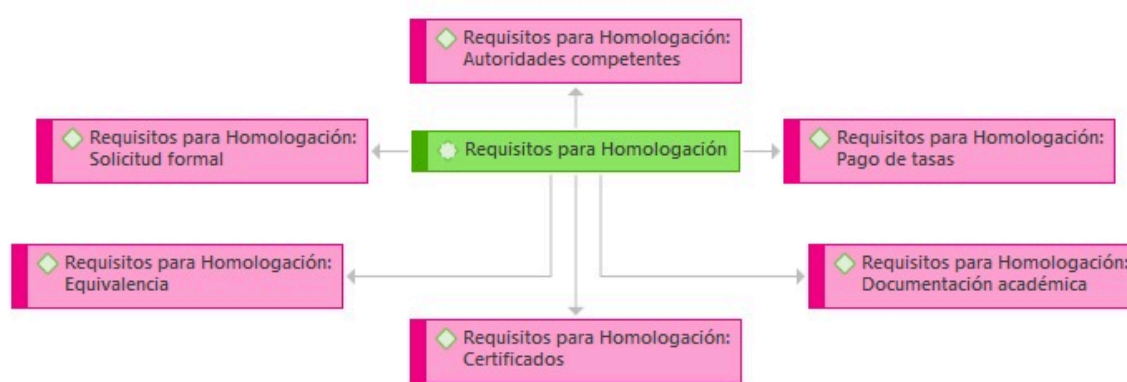 Requisitos para Homologación:
Autoridades competentes
Requisitos para Homologación:
Solicitud formal
Requisitos para Homologación
Requisitos para Homologación:
Pago de tasas
Requisitos para Homologación:
Equivalencia
Requisitos para Homologación:
Documentación académica
Requisitos para Homologación:
Certificados